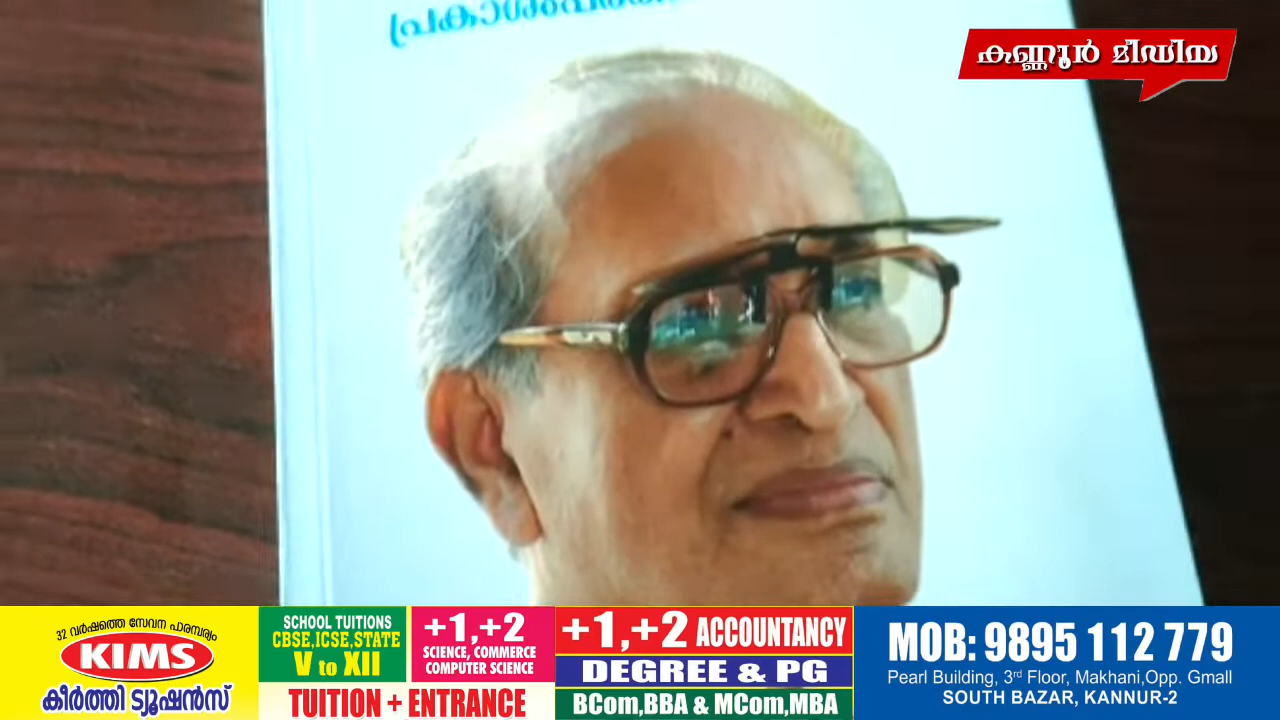 കണ്ണൂർ മീഡിയ
32 വർഷത്തെ സേവന പാരമ്പര്യം
KIMS
കീർത്തി ട്യൂഷൻസ്
SCHOOL TUITIONS
CBSE,ICSE,STATE
V to XII
+1,+2
SCIENCE, COMMERCE
COMPUTER SCIENCE
TUITION + ENTRANCE
+1,+2 ACCOUNTANCY
DEGREE & PG
BCom,BBA & MCom,MBA
MOB: 9895 112 779
Pearl Building, 3rd Floor, Makhani,Opp. Gmall
SOUTH BAZAR, KANNUR-2